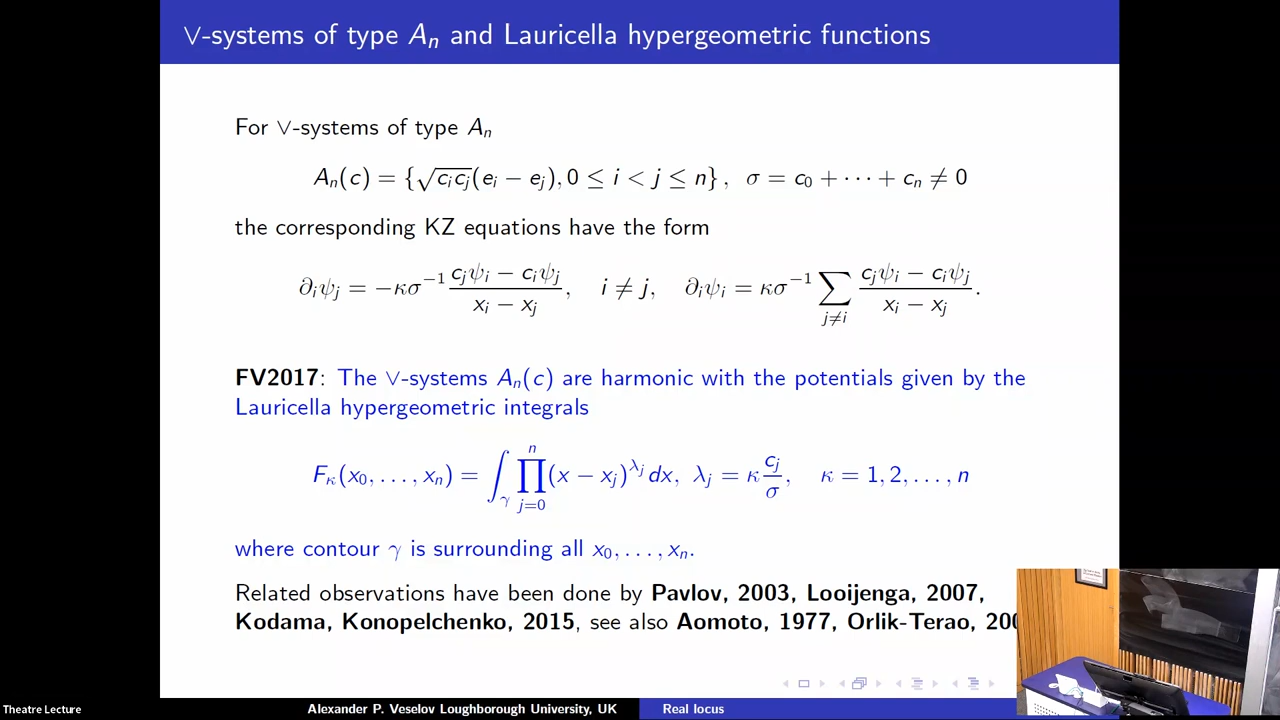 ∨-systems of type Aₙ and Lauricella hypergeometric functions
For ∨-systems of type Aₙ
Aₙ(c) = {√(cᵢcⱼ)(eᵢ − eⱼ), 0 ≤ i < j ≤ n}, σ = c₀ + ··· + cₙ ≠ 0
the corresponding KZ equations have the form
∂ᵢψⱼ = −κσ⁻¹ (cⱼψᵢ − cᵢψⱼ)/(xᵢ − xⱼ), i ≠ j, ∂ᵢψᵢ = κσ⁻¹ ∑_{j≠i} (cⱼψᵢ − cᵢψⱼ)/(xᵢ − xⱼ).
FV2017: The ∨-systems Aₙ(c) are harmonic with the potentials given by the
Lauricella hypergeometric integrals
F_κ(x₀, . . . , xₙ) = ∫_γ ∏_{j=0}^{n} (x − xⱼ)^{λⱼ} dx, λⱼ = κ cⱼ/σ, κ = 1, 2, . . . , n
where contour γ is surrounding all x₀, . . . , xₙ.
Related observations have been done by Pavlov, 2003, Looijenga, 2007,
Kodama, Konopelchenko, 2015, see also Aomoto, 1977, Orlik-Terao,
Theatre Lecture
Alexander P. Veselov Loughborough University, UK
Real locus